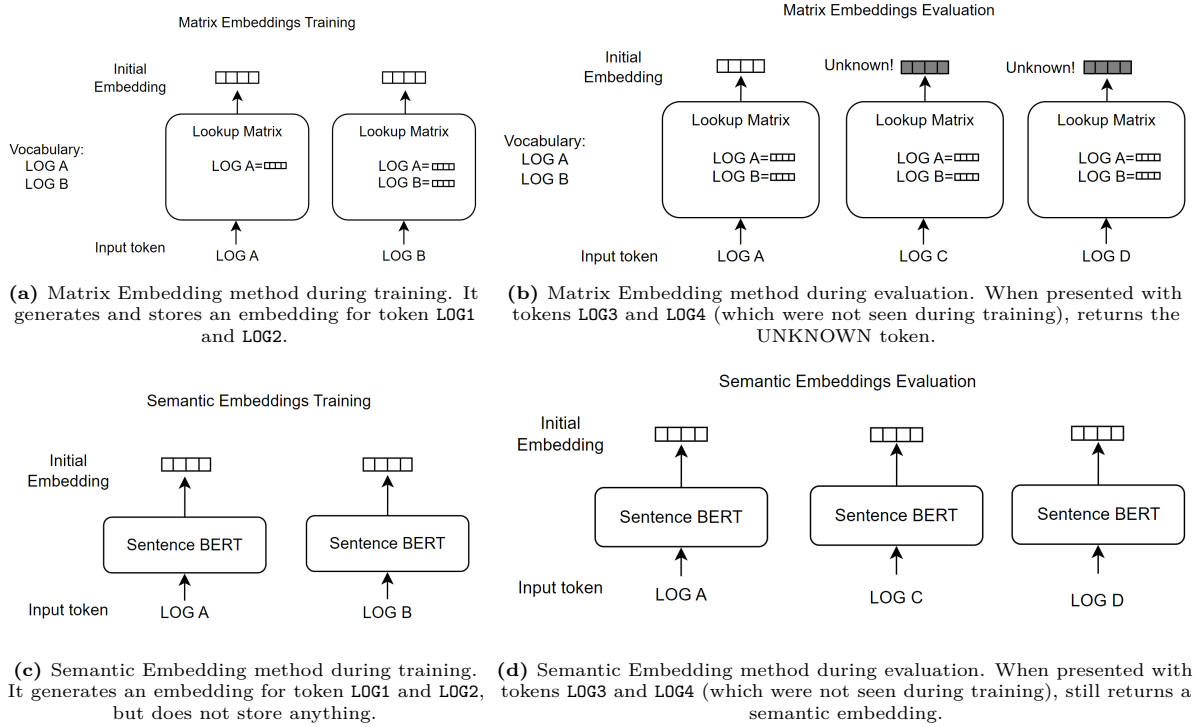 Matrix Embeddings Training
Initial
Embedding
Lookup Matrix
Lookup Matrix
Vocabulary:
LOG A
LOG B
LOG A=
LOG A=
LOG B=
Input token
LOG A
LOG B
(a) Matrix Embedding method during training. It
generates and stores an embedding for token LOG1
and LOG2.
Matrix Embeddings Evaluation
Initial
Embedding
Unknown!
Unknown!
Lookup Matrix
Lookup Matrix
Lookup Matrix
Vocabulary:
LOG A
LOG B
LOG A=
LOG B=
LOG A=
LOG B=
LOG A=
LOG B=
Input token
LOG A
LOG C
LOG D
(b) Matrix Embedding method during evaluation. When presented with
tokens LOG3 and LOG4 (which were not seen during training), returns the
UNKNOWN token.
Semantic Embeddings Training
Initial
Embedding
Sentence BERT
Sentence BERT
Input token
LOG A
LOG B
(c) Semantic Embedding method during training.
It generates an embedding for token LOG1 and LOG2,
but does not store anything.
Semantic Embeddings Evaluation
Initial
Embedding
Sentence BERT
Sentence BERT
Sentence BERT
Input token
LOG A
LOG C
LOG D
(d) Semantic Embedding method during evaluation. When presented with
tokens LOG3 and LOG4 (which were not seen during training), still returns a
semantic embedding.